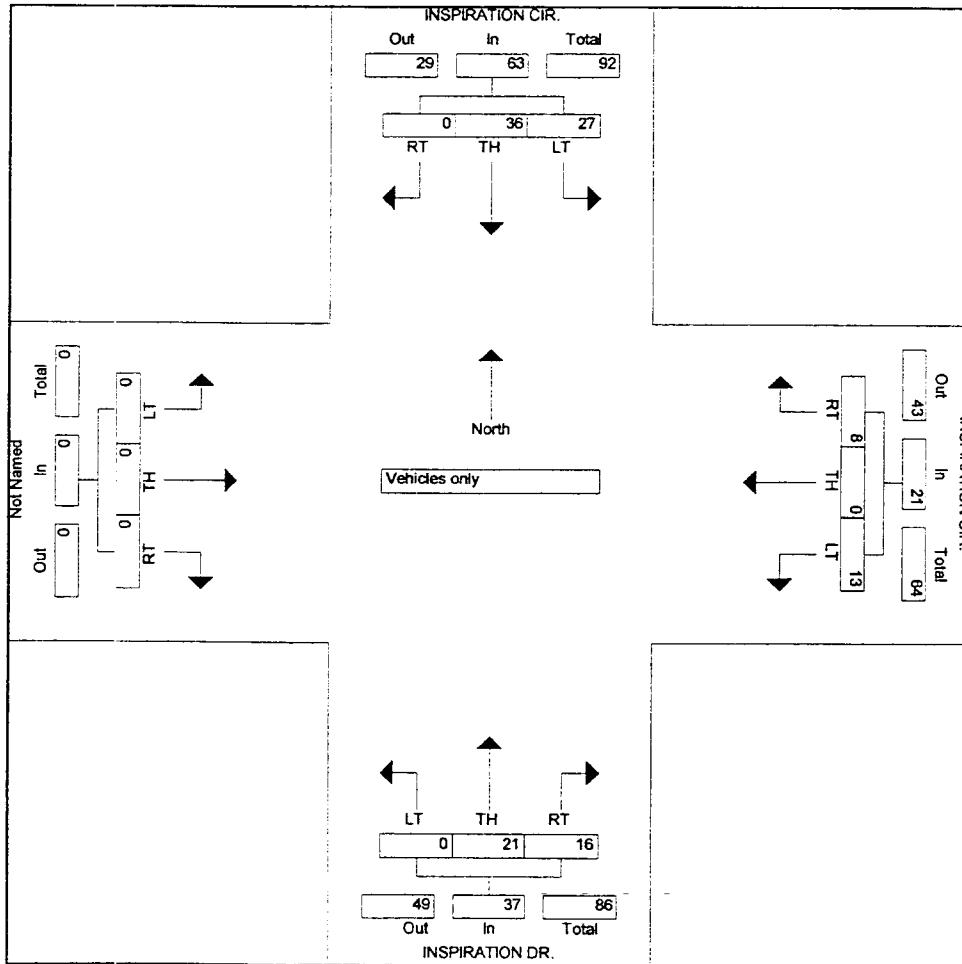 INSPIRATION CIR.
Out In Total
29 63 92
0 36 27
RT TH LT
Not Named
Total In Out
0 0 0
0 0 0
LT TH RT
North
Vehicles only
RT TH LT
8 0 13
Out In Total
43 21 64
LT TH RT
0 21 16
49 37 86
Out In Total
INSPIRATION DR.